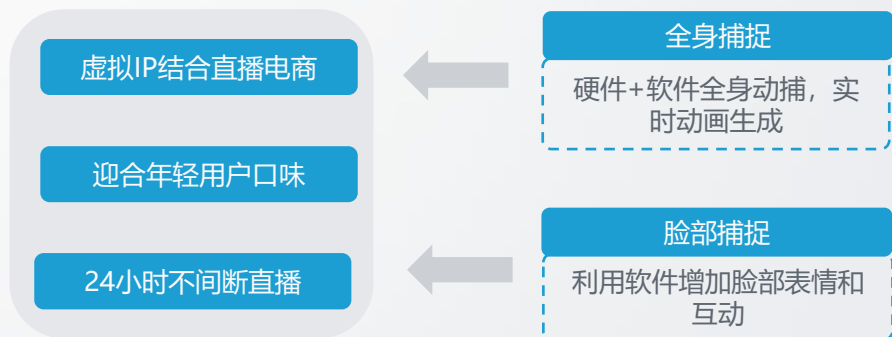 虚拟IP结合直播电商
迎合年轻用户口味
24小时不间断直播
全身捕捉
硬件+软件全身动捕，实
时动画生成
脸部捕捉
利用软件增加脸部表情和
互动